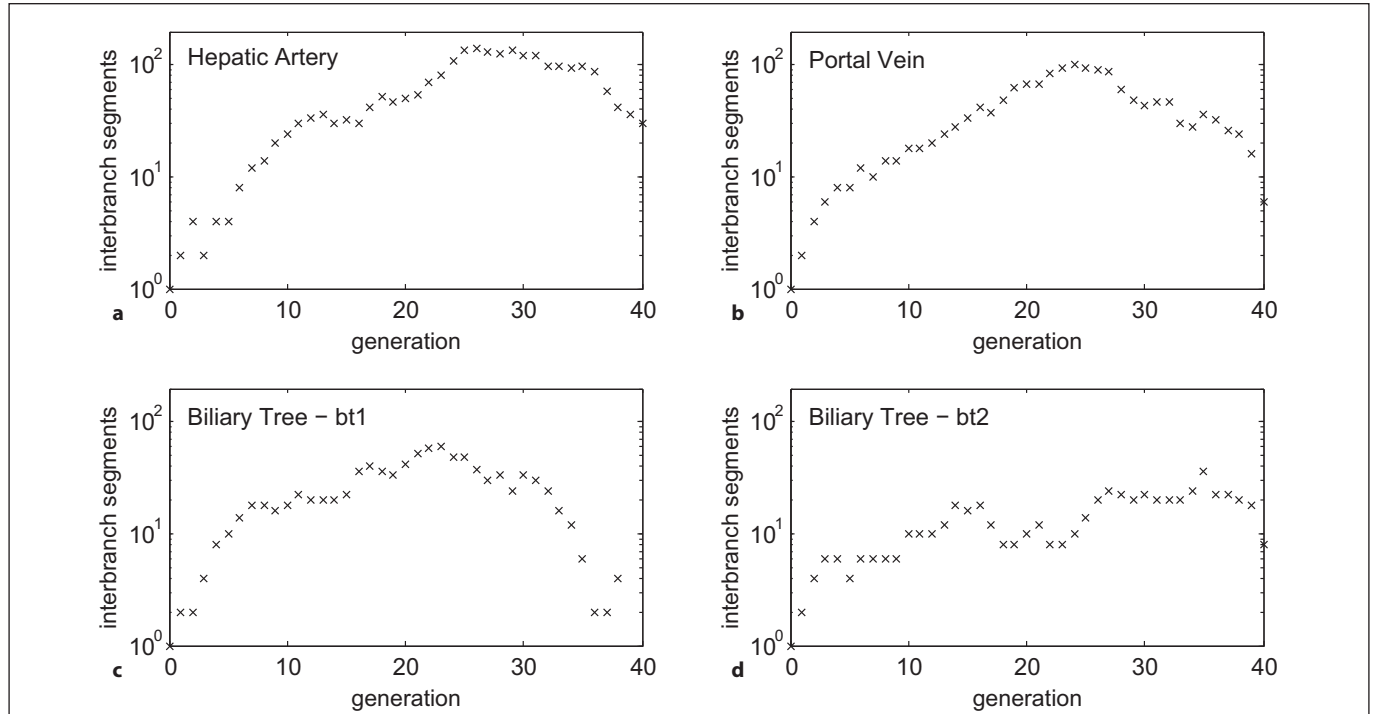 Hepatic Artery
interbranch segments
10^2
10^1
10^0
0 10 20 30 40
a
generation
Portal Vein
interbranch segments
10^2
10^1
10^0
0 10 20 30 40
b
generation
Biliary Tree − bt1
interbranch segments
10^2
10^1
10^0
0 10 20 30 40
c
generation
Biliary Tree − bt2
interbranch segments
10^2
10^1
10^0
0 10 20 30 40
d
generation